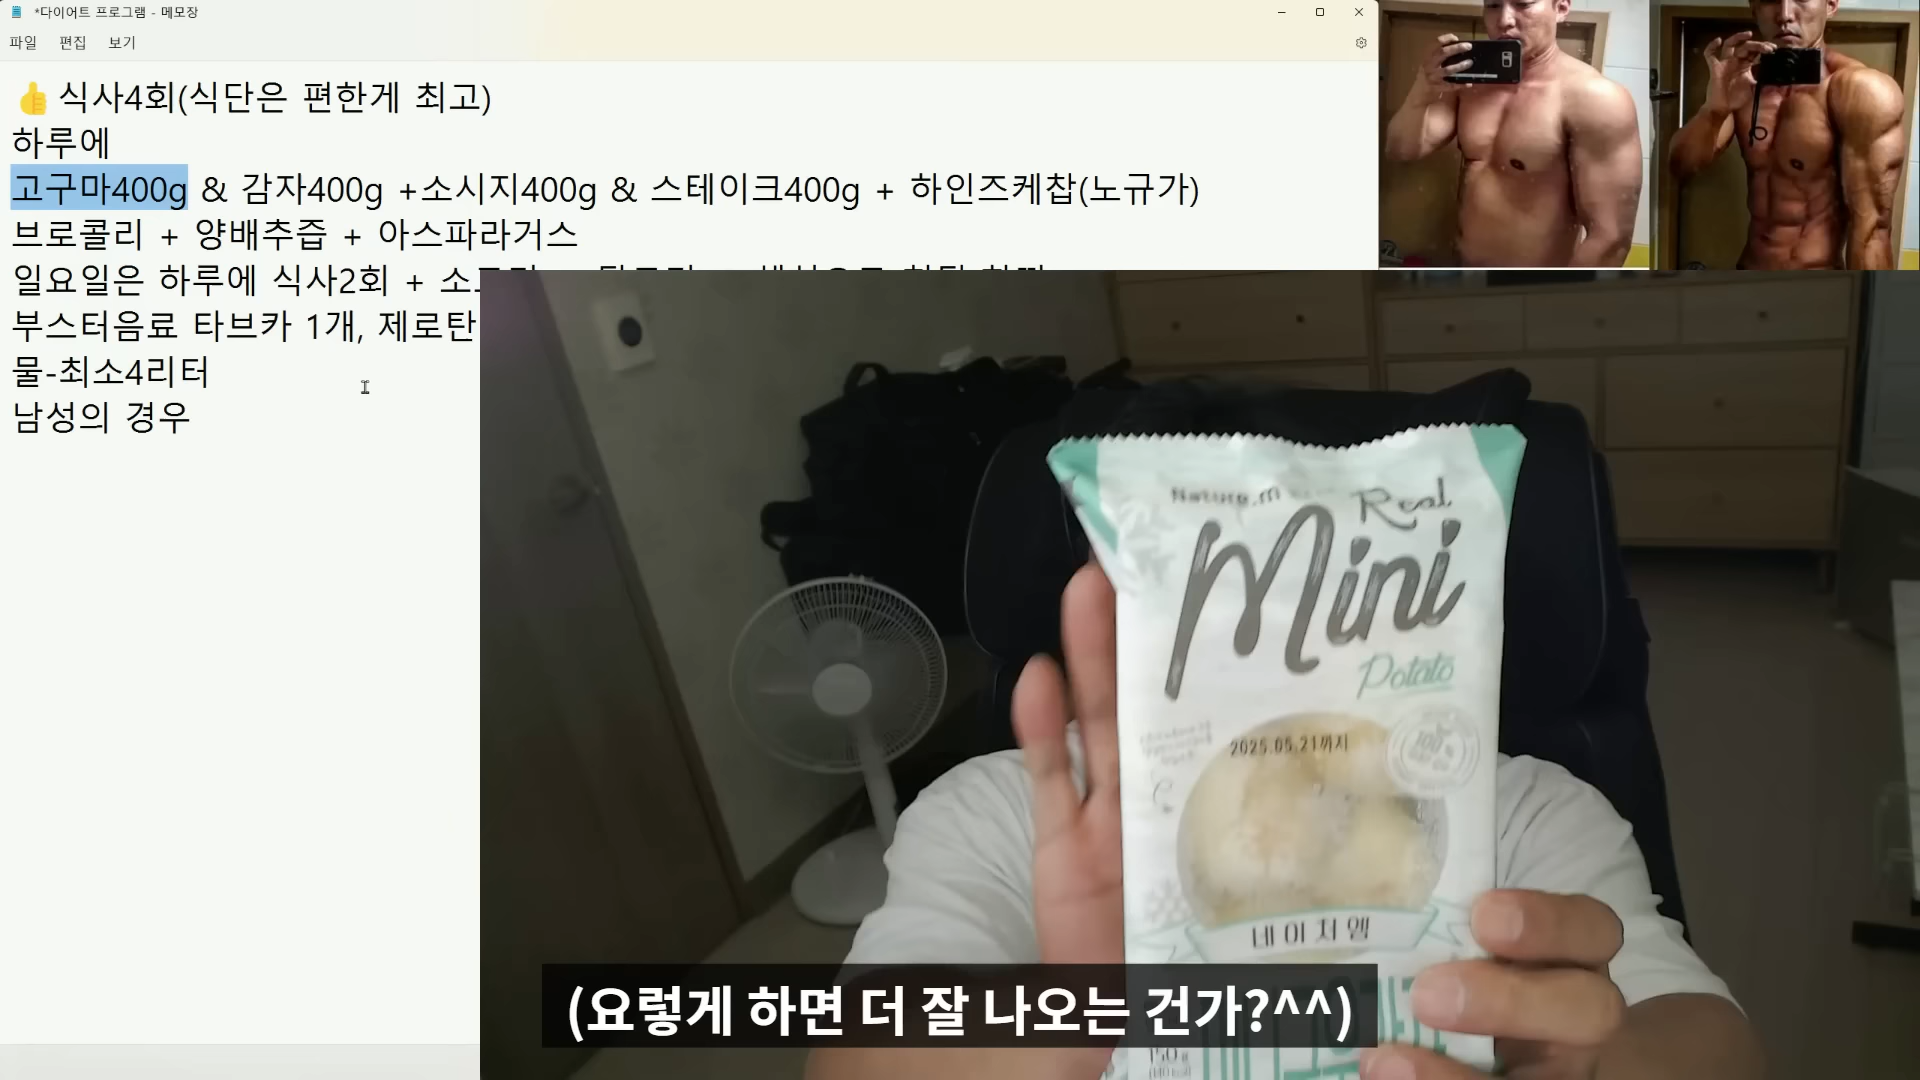 *다이어트 프로그램 - 메모장
파일 편집 보기
👍식사4회(식단은 편한게 최고)
하루에
고구마400g & 감자400g +소시지400g & 스테이크400g + 하인즈케찹(노규가)
브로콜리 + 양배추즙 + 아스파라거스
일요일은 하루에 식사2회 + 소
부스터음료 타브카 1개, 제로탄
물-최소4리터
남성의 경우
Nature.m
Real
Mini
Potato
2025.05.21까지
100%
네이처엠
150g
(요렇게 하면 더 잘 나오는 건가?^^)